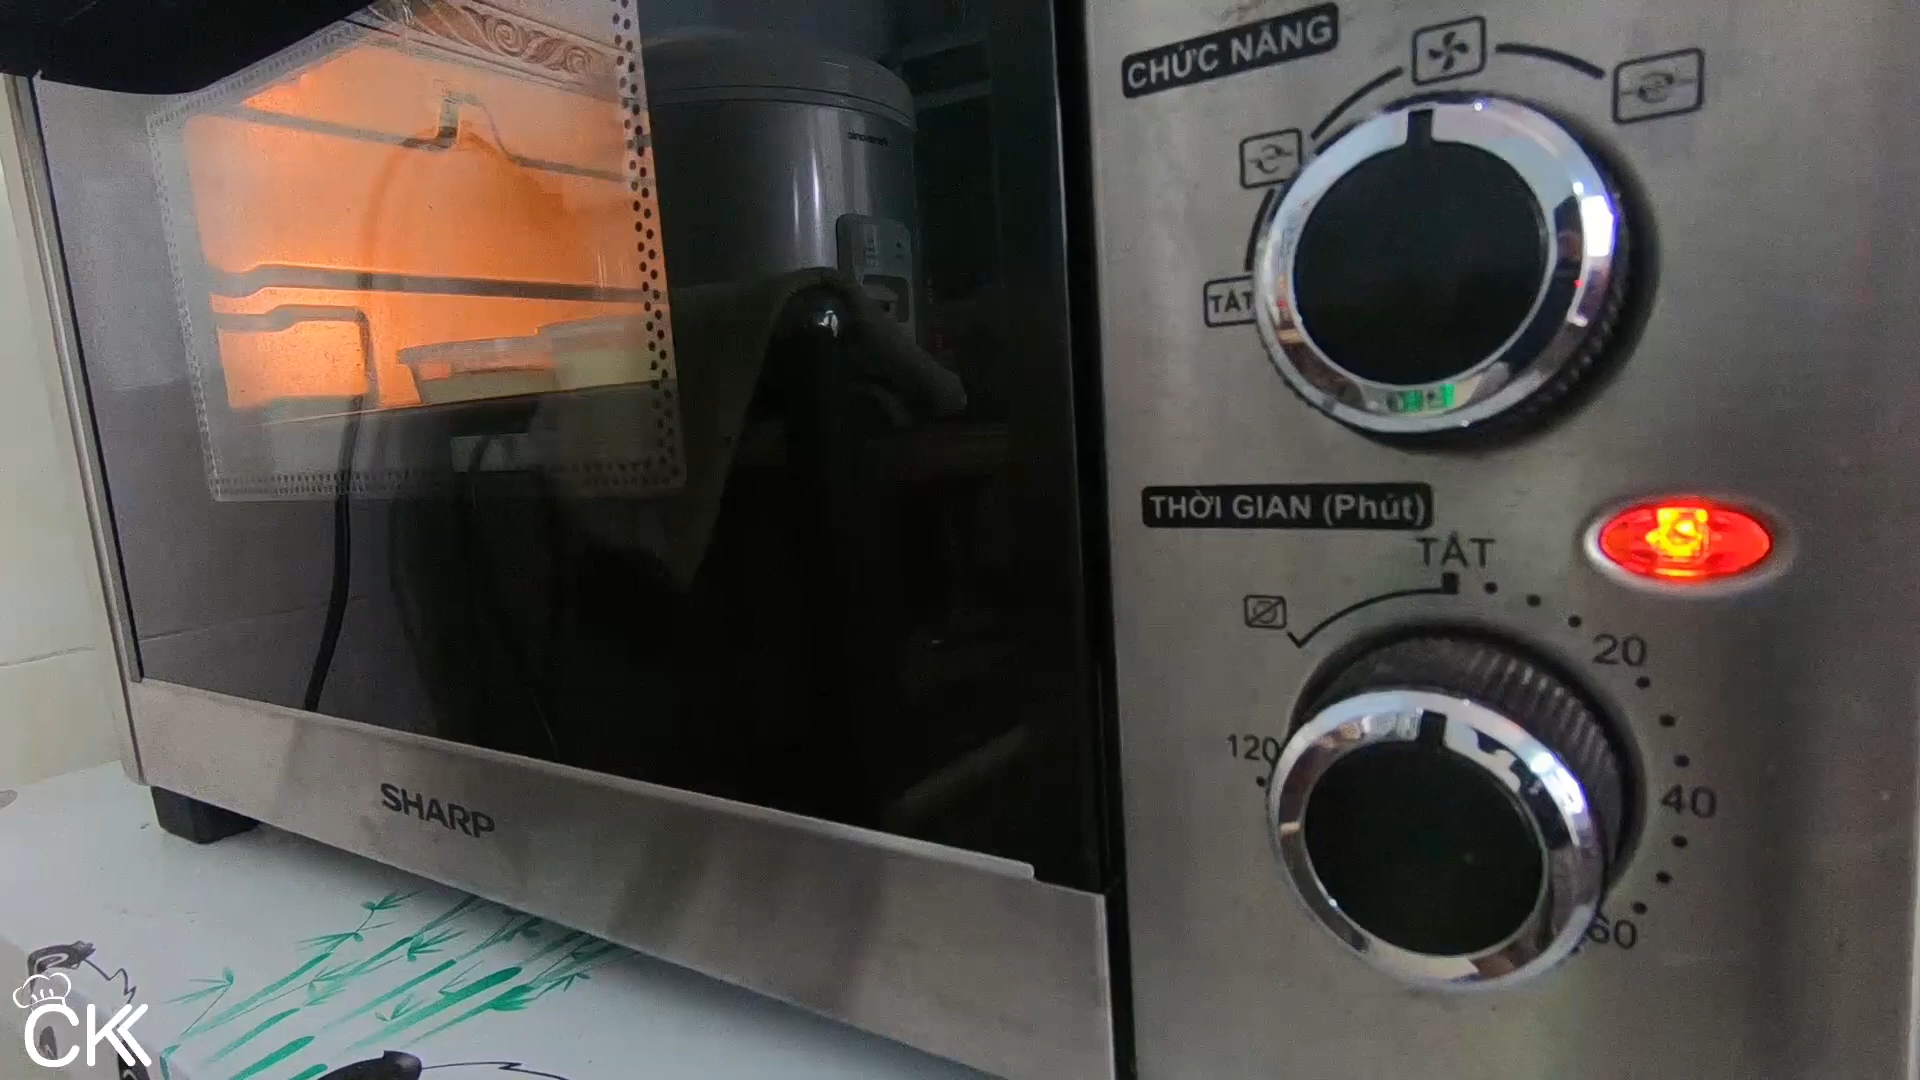 CHỨC NĂNG
TẮT
THỜI GIAN (Phút)
TẮT
20
120
40
60
SHARP
CK